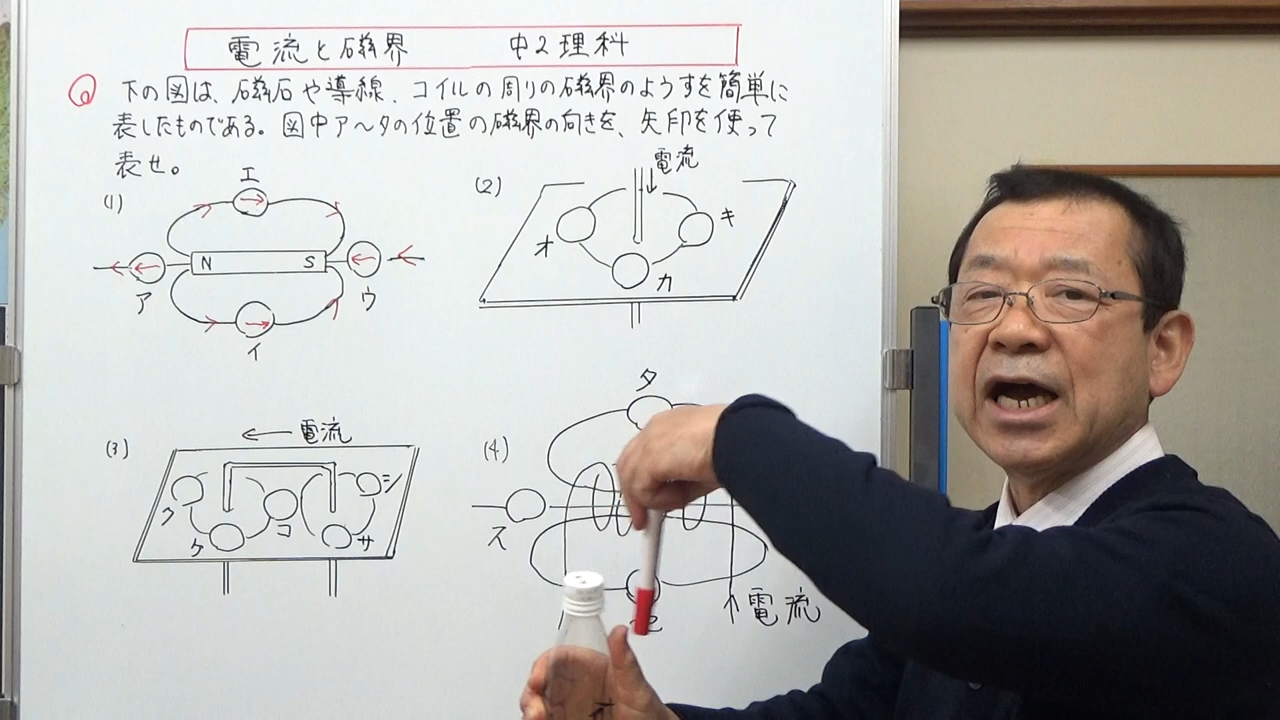 電流と磁界 中2理科
Q 下の図は、磁石や導線、コイルの周りの磁界のようすを簡単に
表したものである。図中ア〜タの位置の磁界の向きを、矢印を使って
表せ。
(1)
エ
ア
N S
ウ
イ
(2)
電流
オ
キ
カ
(3)
電流
ク
ケ
コ
サ
シ
(4)
タ
ス
セ
電流